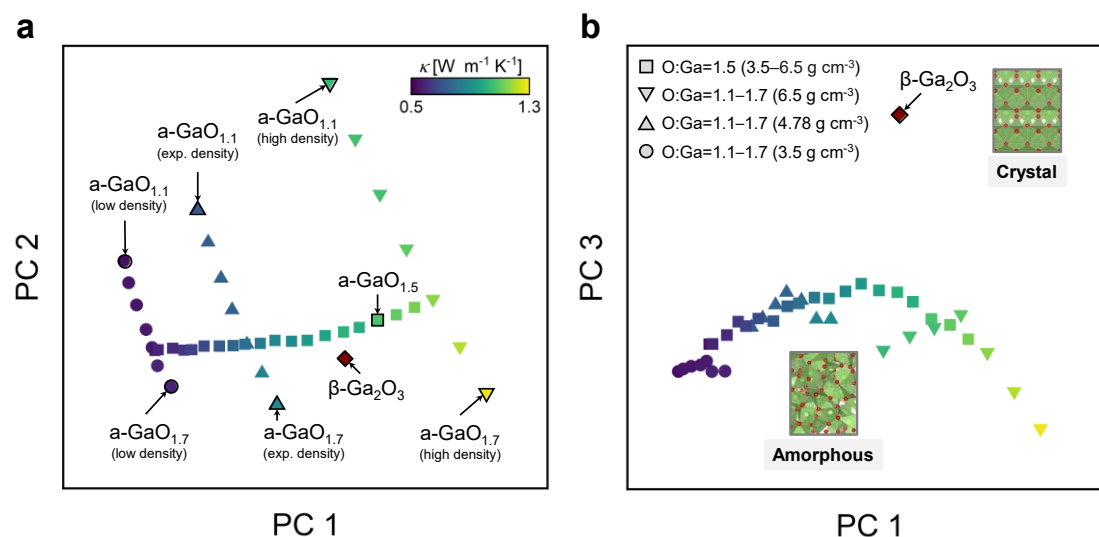 a
κ [W m⁻¹ K⁻¹]
0.5 1.3
a-GaO₁.₁
(high density)
a-GaO₁.₁
(exp. density)
a-GaO₁.₁
(low density)
a-GaO₁.₅
β-Ga₂O₃
a-GaO₁.₇
(low density)
a-GaO₁.₇
(exp. density)
a-GaO₁.₇
(high density)
PC 2
PC 1
b
O:Ga=1.5 (3.5–6.5 g cm⁻³)
O:Ga=1.1–1.7 (6.5 g cm⁻³)
O:Ga=1.1–1.7 (4.78 g cm⁻³)
O:Ga=1.1–1.7 (3.5 g cm⁻³)
β-Ga₂O₃
Crystal
Amorphous
PC 3
PC 1